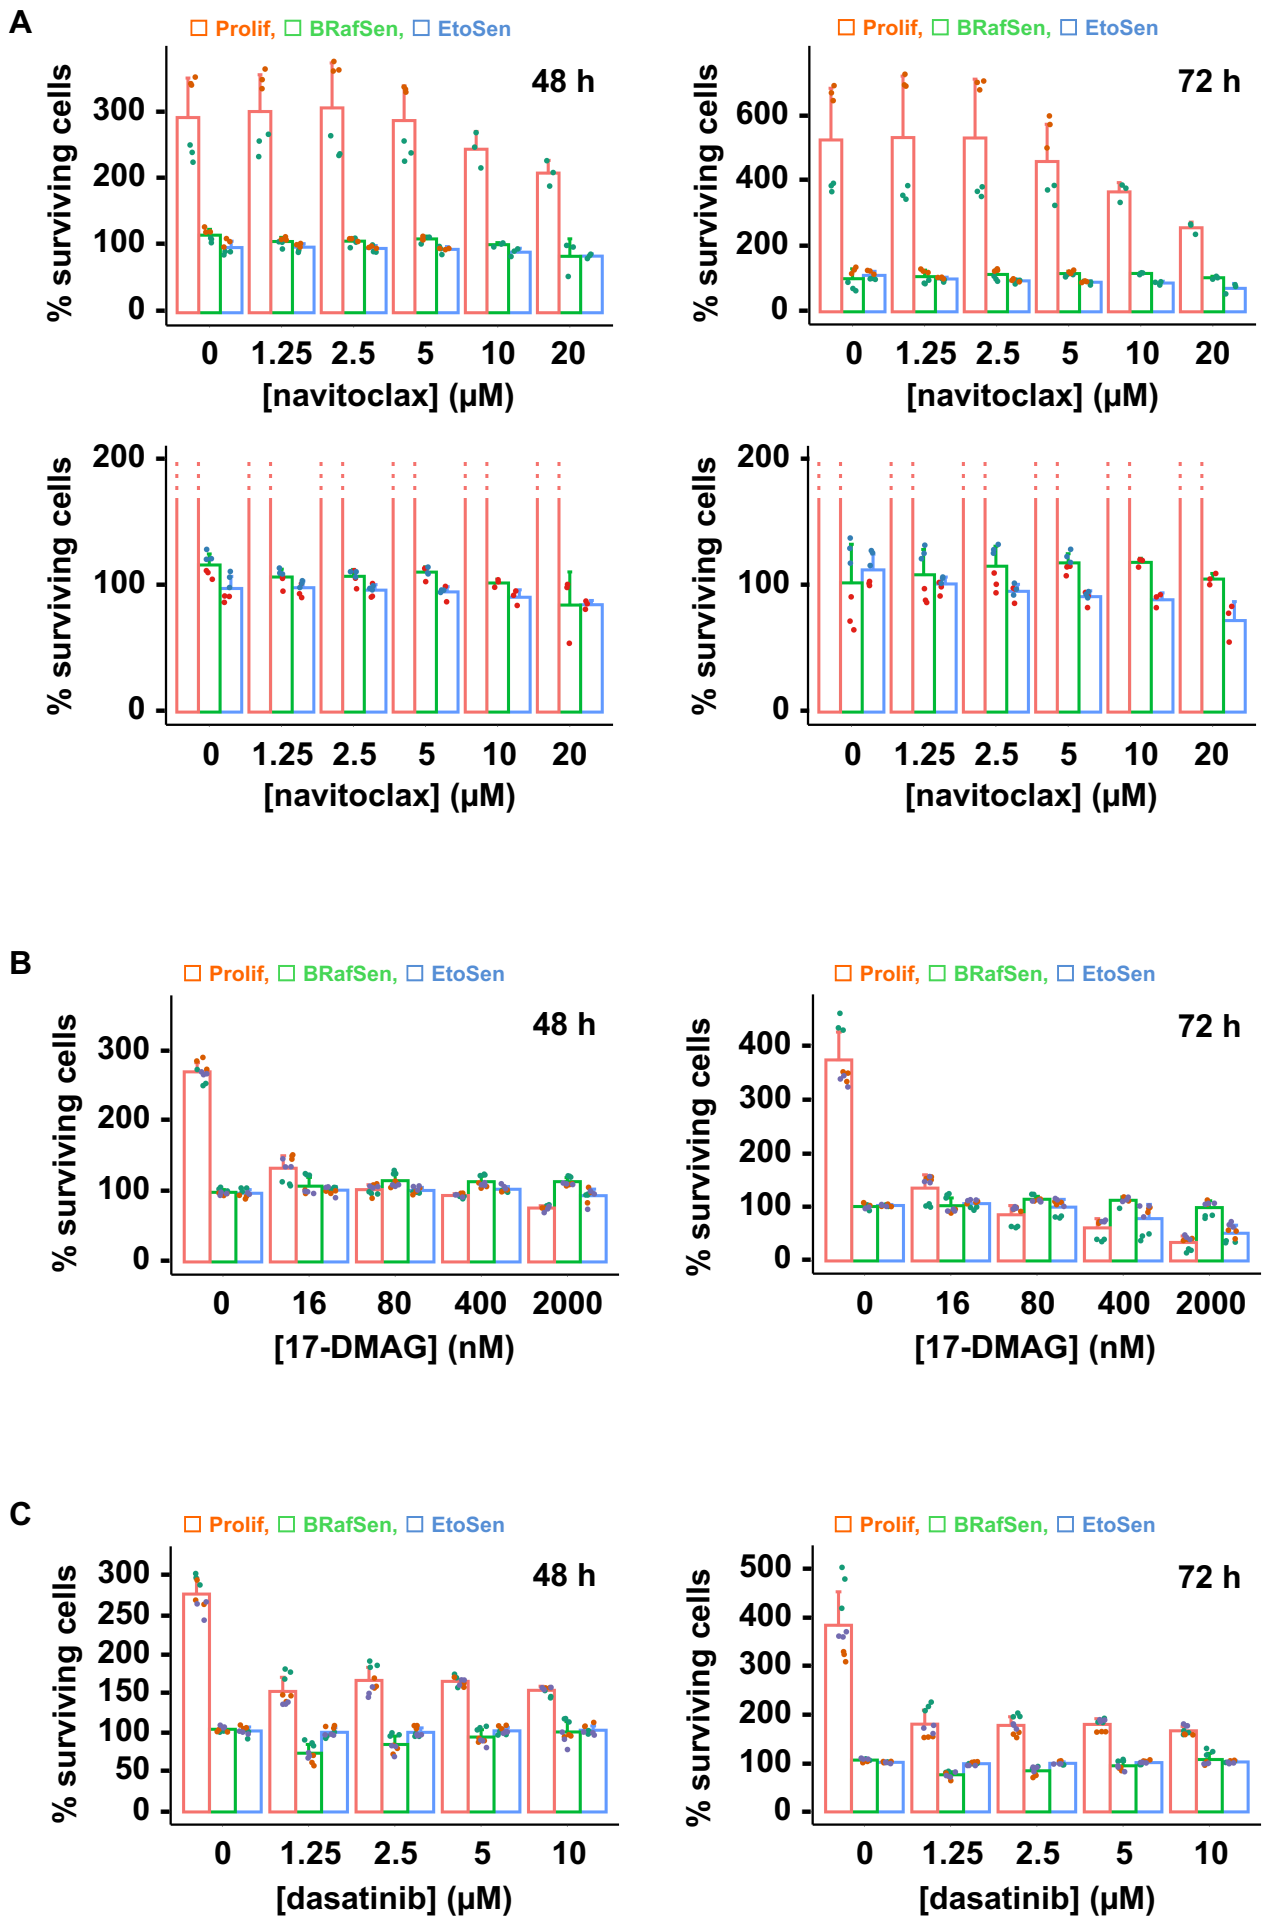 A
Prolif, BRafSen, EtoSen
Prolif, BRafSen, EtoSen
48 h
72 h
% surviving cells
300
200
100
0
0 1.25 2.5 5 10 20
[navitoclax] (µM)
% surviving cells
600
400
200
0
0 1.25 2.5 5 10 20
[navitoclax] (µM)
% surviving cells
200
100
0
0 1.25 2.5 5 10 20
[navitoclax] (µM)
% surviving cells
200
100
0
0 1.25 2.5 5 10 20
[navitoclax] (µM)
B
Prolif, BRafSen, EtoSen
Prolif, BRafSen, EtoSen
48 h
72 h
% surviving cells
300
200
100
0
0 16 80 400 2000
[17-DMAG] (nM)
% surviving cells
400
300
200
100
0
0 16 80 400 2000
[17-DMAG] (nM)
C
Prolif, BRafSen, EtoSen
Prolif, BRafSen, EtoSen
48 h
72 h
% surviving cells
300
250
200
150
100
50
0
0 1.25 2.5 5 10
[dasatinib] (µM)
% surviving cells
500
400
300
200
100
0
0 1.25 2.5 5 10
[dasatinib] (µM)